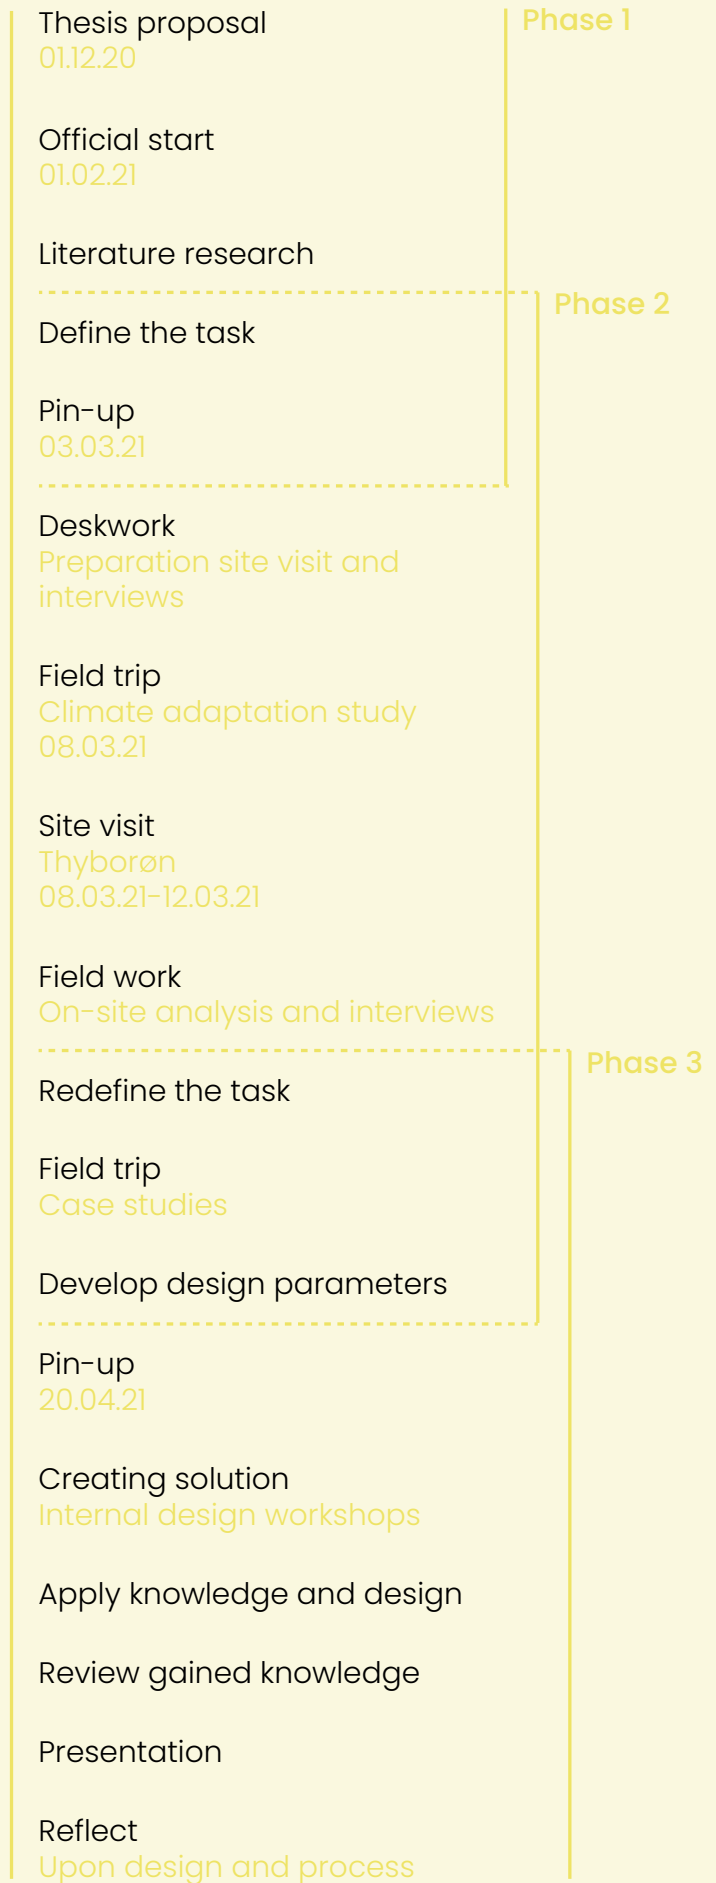 Thesis proposal
Phase 1
01.12.20
Official start
01.02.21
Literature research
Phase 2
Define the task
Pin-up
03.03.21
Deskwork
Preparation site visit and
interviews
Field trip
Climate adaptation study
08.03.21
Site visit
Thyborøn
08.03.21-12.03.21
Field work
On-site analysis and interviews
Phase 3
Redefine the task
Field trip
Case studies
Develop design parameters
Pin-up
20.04.21
Creating solution
Internal design workshops
Apply knowledge and design
Review gained knowledge
Presentation
Reflect
Upon design and process